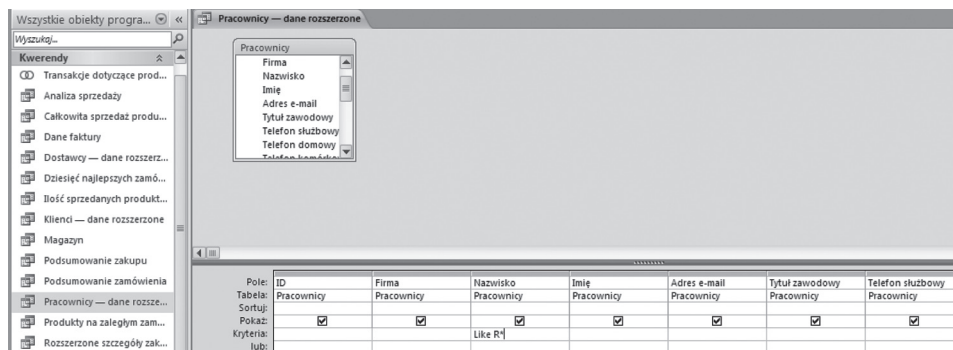 Wszystkie obiekty progra... «
Wyszukaj...
Kwerendy
Transakcje dotyczące prod...
Analiza sprzedaży
Całkowita sprzedaż produ...
Dane faktury
Dostawcy — dane rozszerz...
Dziesięć najlepszych zamó...
Ilość sprzedanych produkt...
Klienci — dane rozszerzone
Magazyn
Podsumowanie zakupu
Podsumowanie zamówienia
Pracownicy — dane rozsze...
Produkty na zaległym zam...
Rozszerzone szczegóły zak...
Pracownicy — dane rozszerzone
Pracownicy
Firma
Nazwisko
Imię
Adres e-mail
Tytuł zawodowy
Telefon służbowy
Telefon domowy
Telefon komórko
Pole: ID Firma Nazwisko Imię Adres e-mail Tytuł zawodowy Telefon służbowy
Tabela: Pracownicy Pracownicy Pracownicy Pracownicy Pracownicy Pracownicy Pracownicy
Sortuj:
Pokaż:
Kryteria: Like R*
lub: